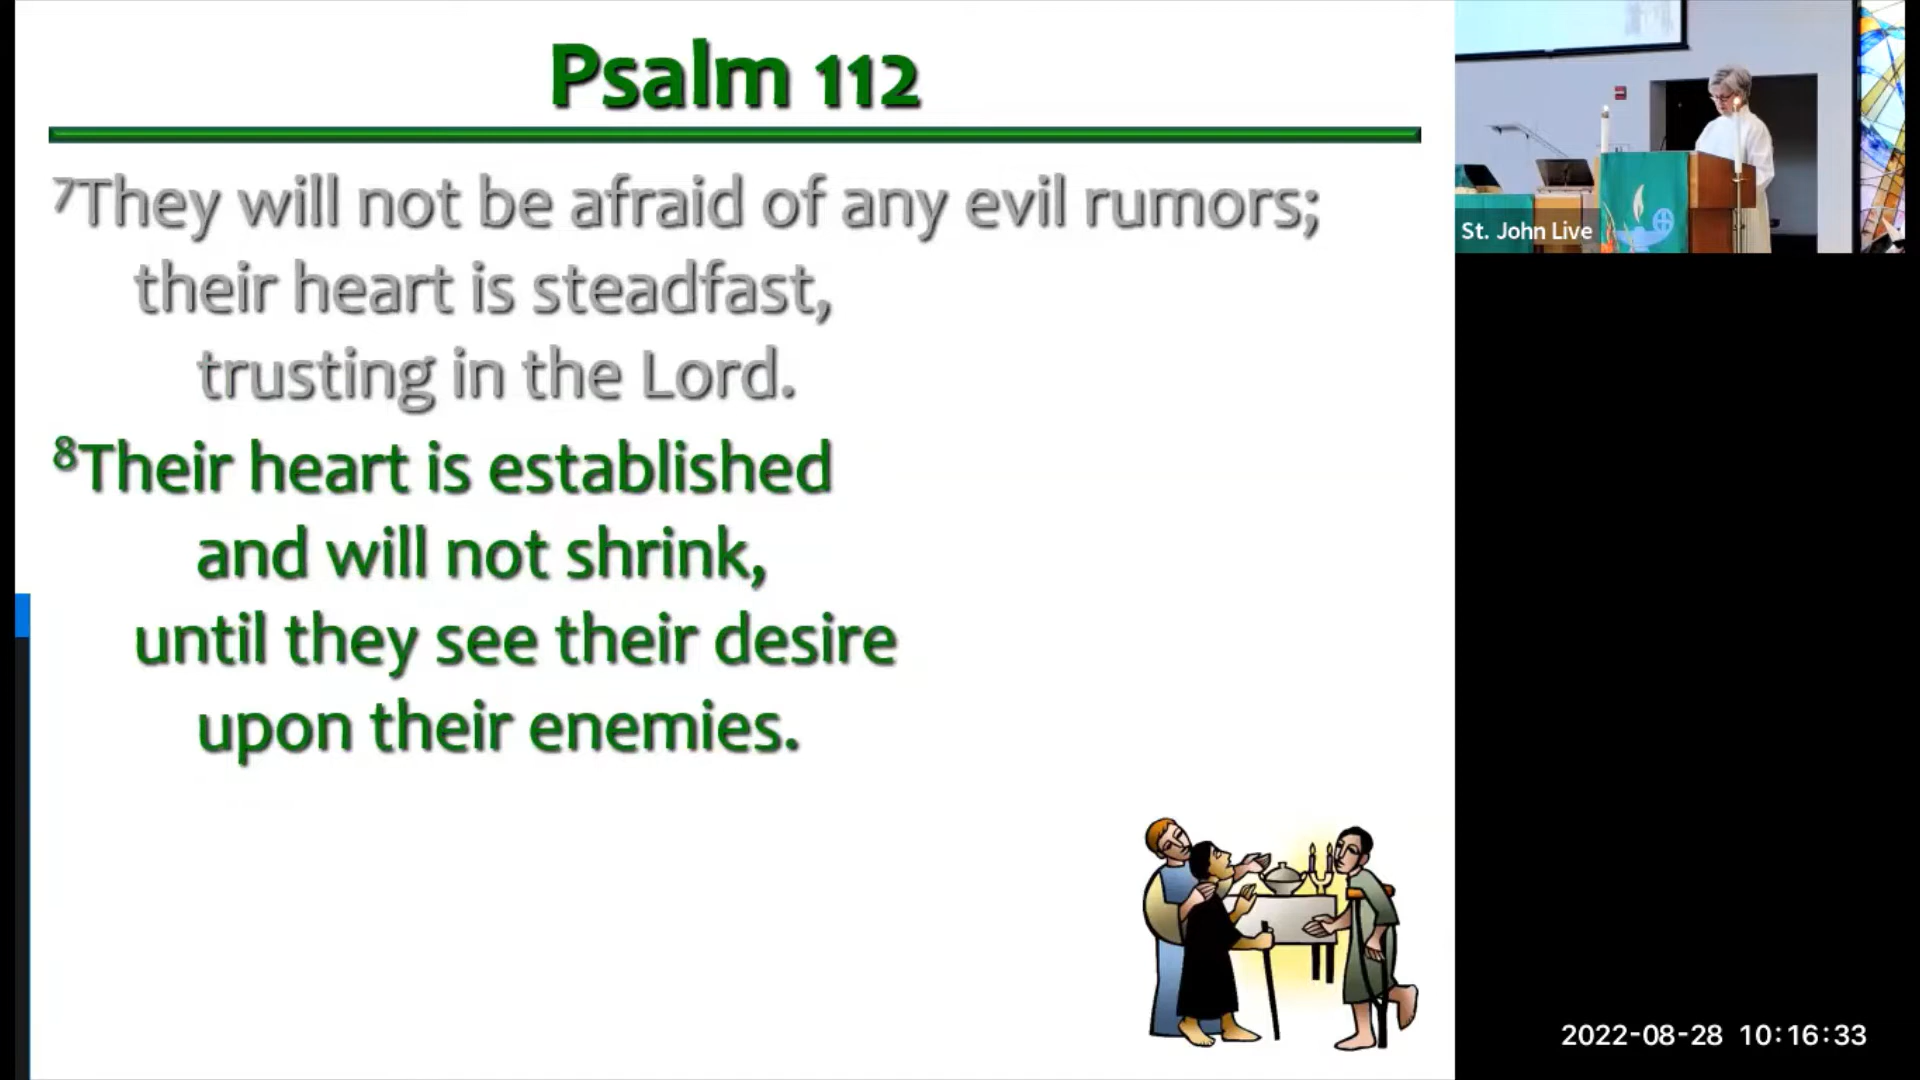 Psalm 112
⁷They will not be afraid of any evil rumors;
their heart is steadfast,
trusting in the Lord.
⁸Their heart is established
and will not shrink,
until they see their desire
upon their enemies.
St. John Live
2022-08-28 10:16:33